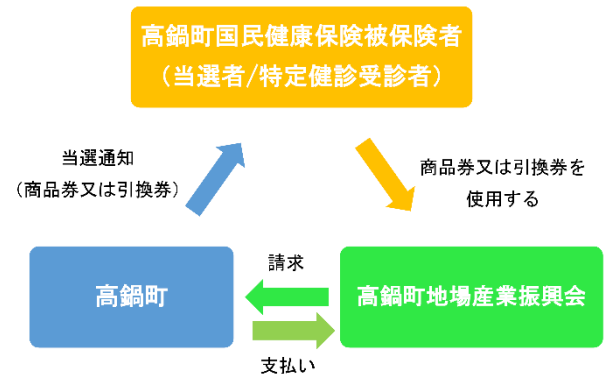 高鍋町国民健康保険被保険者
（当選者/特定健診受診者）
当選通知
（商品券又は引換券）
商品券又は引換券を
使用する
高鍋町
請求
高鍋町地場産業振興会
支払い